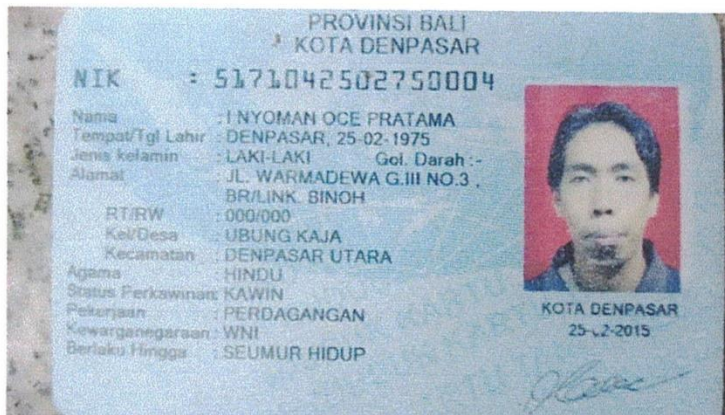 PROVINSI BALI
KOTA DENPASAR
NIK : 5171042502750004
Nama : I NYOMAN OCE PRATAMA
Tempat/Tgl Lahir : DENPASAR, 25-02-1975
Jenis kelamin : LAKI-LAKI Gol. Darah :-
Alamat : JL. WARMADEWA G.III NO.3 ,
BR/LINK. BINOH
RT/RW : 000/000
Kel/Desa : UBUNG KAJA
Kecamatan : DENPASAR UTARA
Agama : HINDU
Status Perkawinan: KAWIN
Pekerjaan : PERDAGANGAN
Kewarganegaraan: WNI
Berlaku Hingga : SEUMUR HIDUP
KOTA DENPASAR
25-02-2015